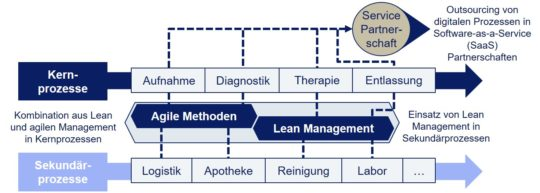 Service
Partner-
schaft
Outsourcing von
digitalen Prozessen in
Software-as-a-Service
(SaaS)
Partnerschaften
Kern-
prozesse
Aufnahme
Diagnostik
Therapie
Entlassung
Kombination aus Lean
und agilen Management
in Kernprozessen
Agile Methoden
Lean Management
Einsatz von Lean
Management in
Sekundärprozessen
Sekundär-
prozesse
Logistik
Apotheke
Reinigung
Labor
...